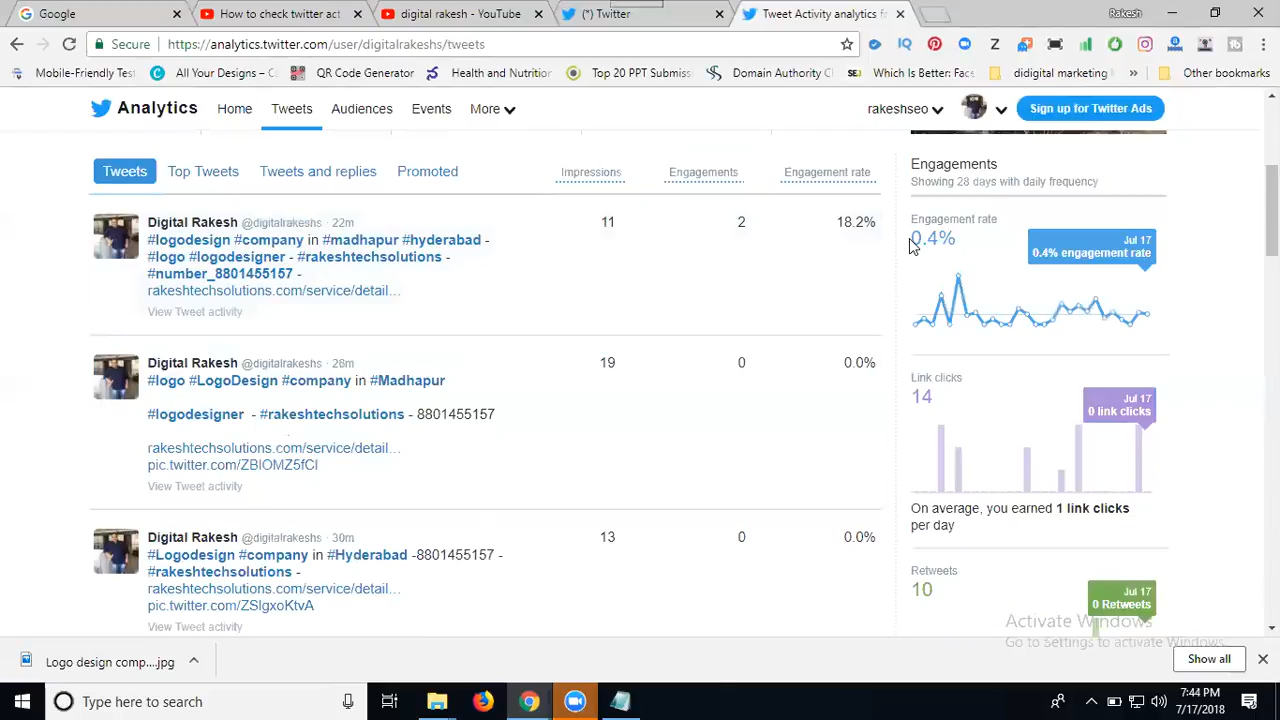 Google
How to check twitter act
digital rakesh - YouTube
(*) Twitter
Tweet Activity analytics f
Rakesh
Secure
https://analytics.twitter.com/user/digitalrakeshs/tweets
Mobile-Friendly Test
All Your Designs – C
QR Code Generator
Health and Nutrition
Top 20 PPT Submiss
Domain Authority C
Which Is Better: Fac
didigital marketing
Other bookmarks
Analytics
Home
Tweets
Audiences
Events
More
rakeshseo
Sign up for Twitter Ads
Tweets
Top Tweets
Tweets and replies
Promoted
Impressions
Engagements
Engagement rate
Digital Rakesh @digitalrakeshs · 22m
#logodesign #company in #madhapur #hyderabad -
#logo #logodesigner - #rakeshtechsolutions -
#number_8801455157 -
rakeshtechsolutions.com/service/detail…
View Tweet activity
11
2
18.2%
Digital Rakesh @digitalrakeshs · 26m
#logo #LogoDesign #company in #Madhapur
#logodesigner - #rakeshtechsolutions - 8801455157
rakeshtechsolutions.com/service/detail…
pic.twitter.com/ZBIOMZ5fCI
View Tweet activity
19
0
0.0%
Digital Rakesh @digitalrakeshs · 30m
#Logodesign #company in #Hyderabad -8801455157 -
#rakeshtechsolutions -
rakeshtechsolutions.com/service/detail…
pic.twitter.com/ZSlgxoKtvA
View Tweet activity
13
0
0.0%
Engagements
Showing 28 days with daily frequency
Engagement rate
0.4%
Jul 17
0.4% engagement rate
Link clicks
14
Jul 17
0 link clicks
On average, you earned 1 link clicks
per day
Retweets
10
Jul 17
0 Retweets
Activate Windows
Go to Settings to activate Windows.
Logo design comp....jpg
Show all
Type here to search
7:44 PM
7/17/2018